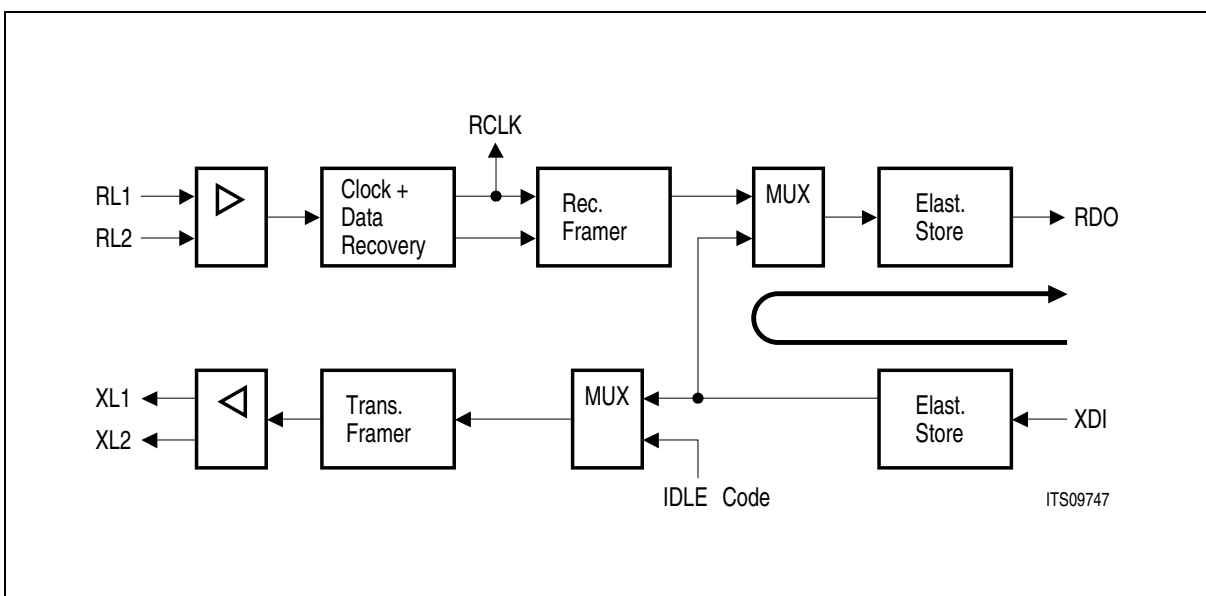 RCLK
RL1
RL2
Clock +
Data
Recovery
Rec.
Framer
MUX
Elast.
Store
RDO
XL1
XL2
Trans.
Framer
MUX
Elast.
Store
XDI
IDLE Code
ITS09747